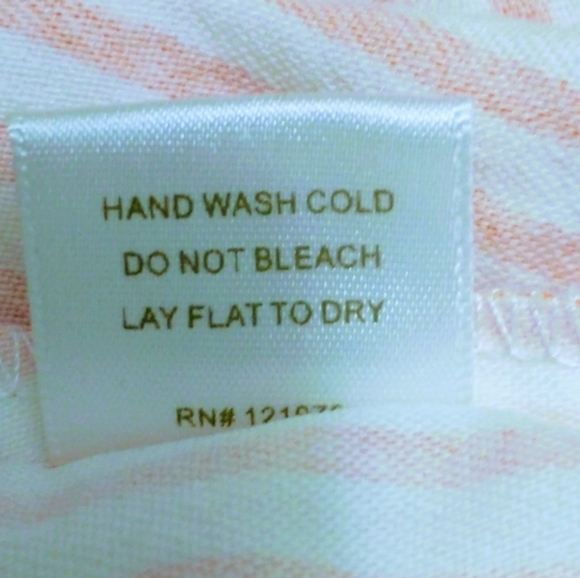 HAND WASH COLD
DO NOT BLEACH
LAY FLAT TO DRY
RN#